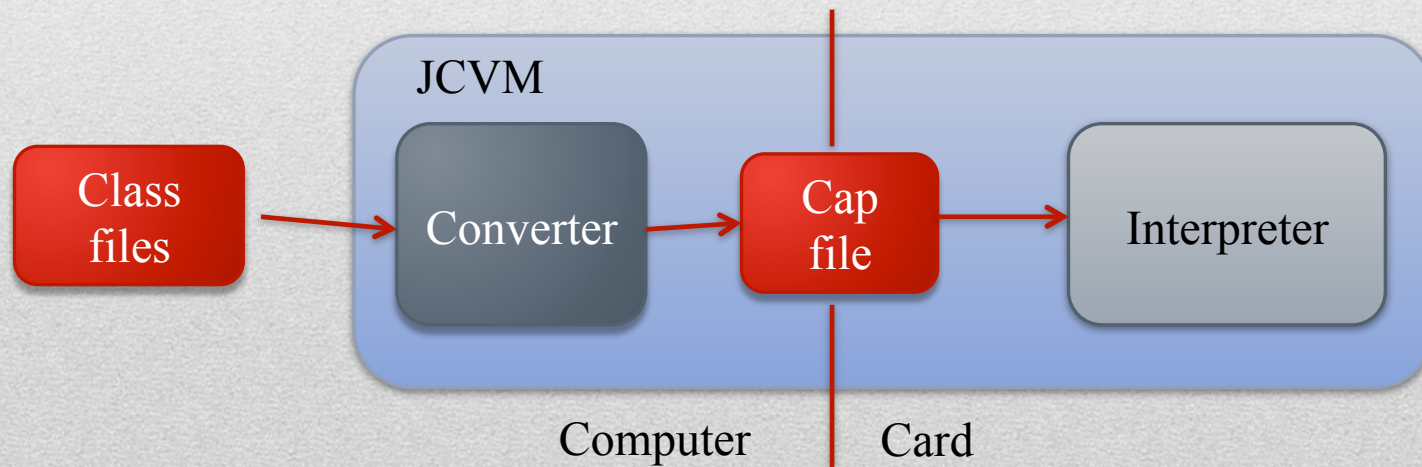 JCVM
Class
files
Converter
Cap
file
Interpreter
Computer
Card